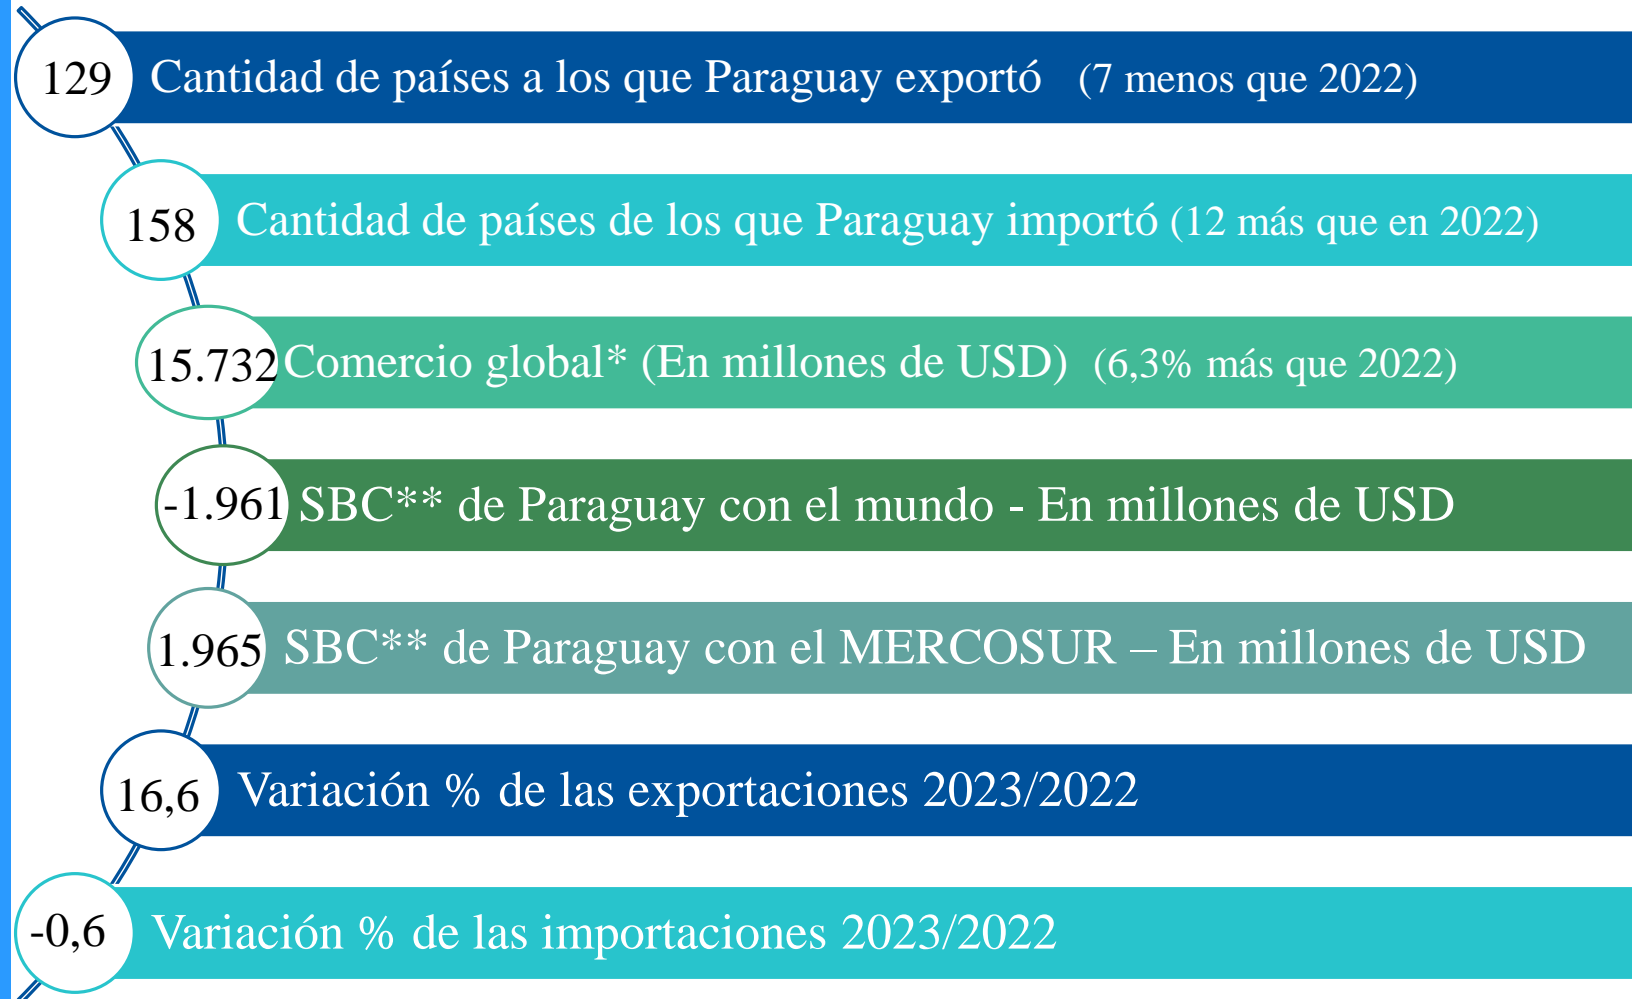 129 Cantidad de países a los que Paraguay exportó (7 menos que 2022)
158 Cantidad de países de los que Paraguay importó (12 más que en 2022)
15.732 Comercio global* (En millones de USD) (6,3% más que 2022)
-1.961 SBC** de Paraguay con el mundo - En millones de USD
1.965 SBC** de Paraguay con el MERCOSUR – En millones de USD
16,6 Variación % de las exportaciones 2023/2022
-0,6 Variación % de las importaciones 2023/2022